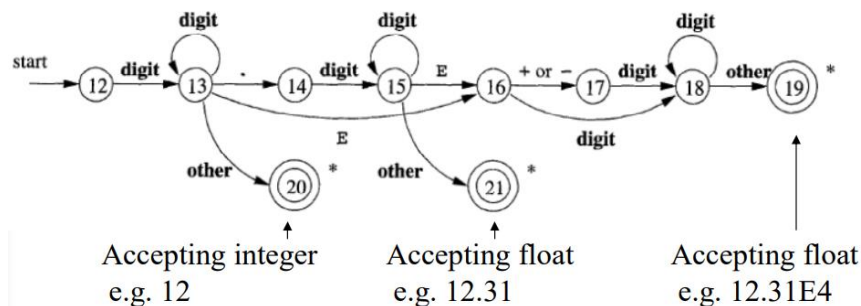 digit digit digit
start 12 digit 13 . 14 digit 15 E 16 + or − 17 digit 18 other 19 *
E digit
other 20 * other 21 *
Accepting integer Accepting float Accepting float
e.g. 12 e.g. 12.31 e.g. 12.31E4